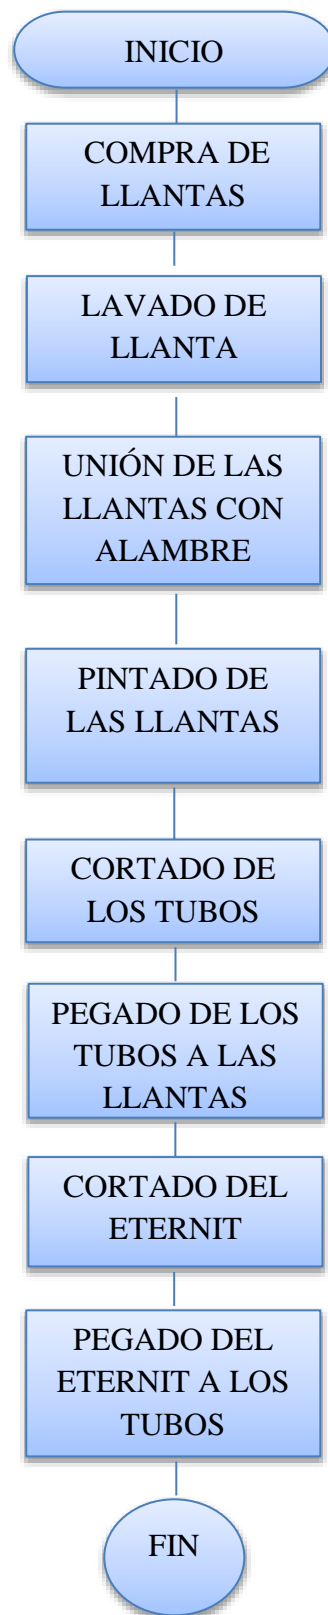 INICIO
COMPRA DE
LLANTAS
LAVADO DE
LLANTA
UNIÓN DE LAS
LLANTAS CON
ALAMBRE
PINTADO DE
LAS LLANTAS
CORTADO DE
LOS TUBOS
PEGADO DE LOS
TUBOS A LAS
LLANTAS
CORTADO DEL
ETERNIT
PEGADO DEL
ETERNIT A LOS
TUBOS
FIN